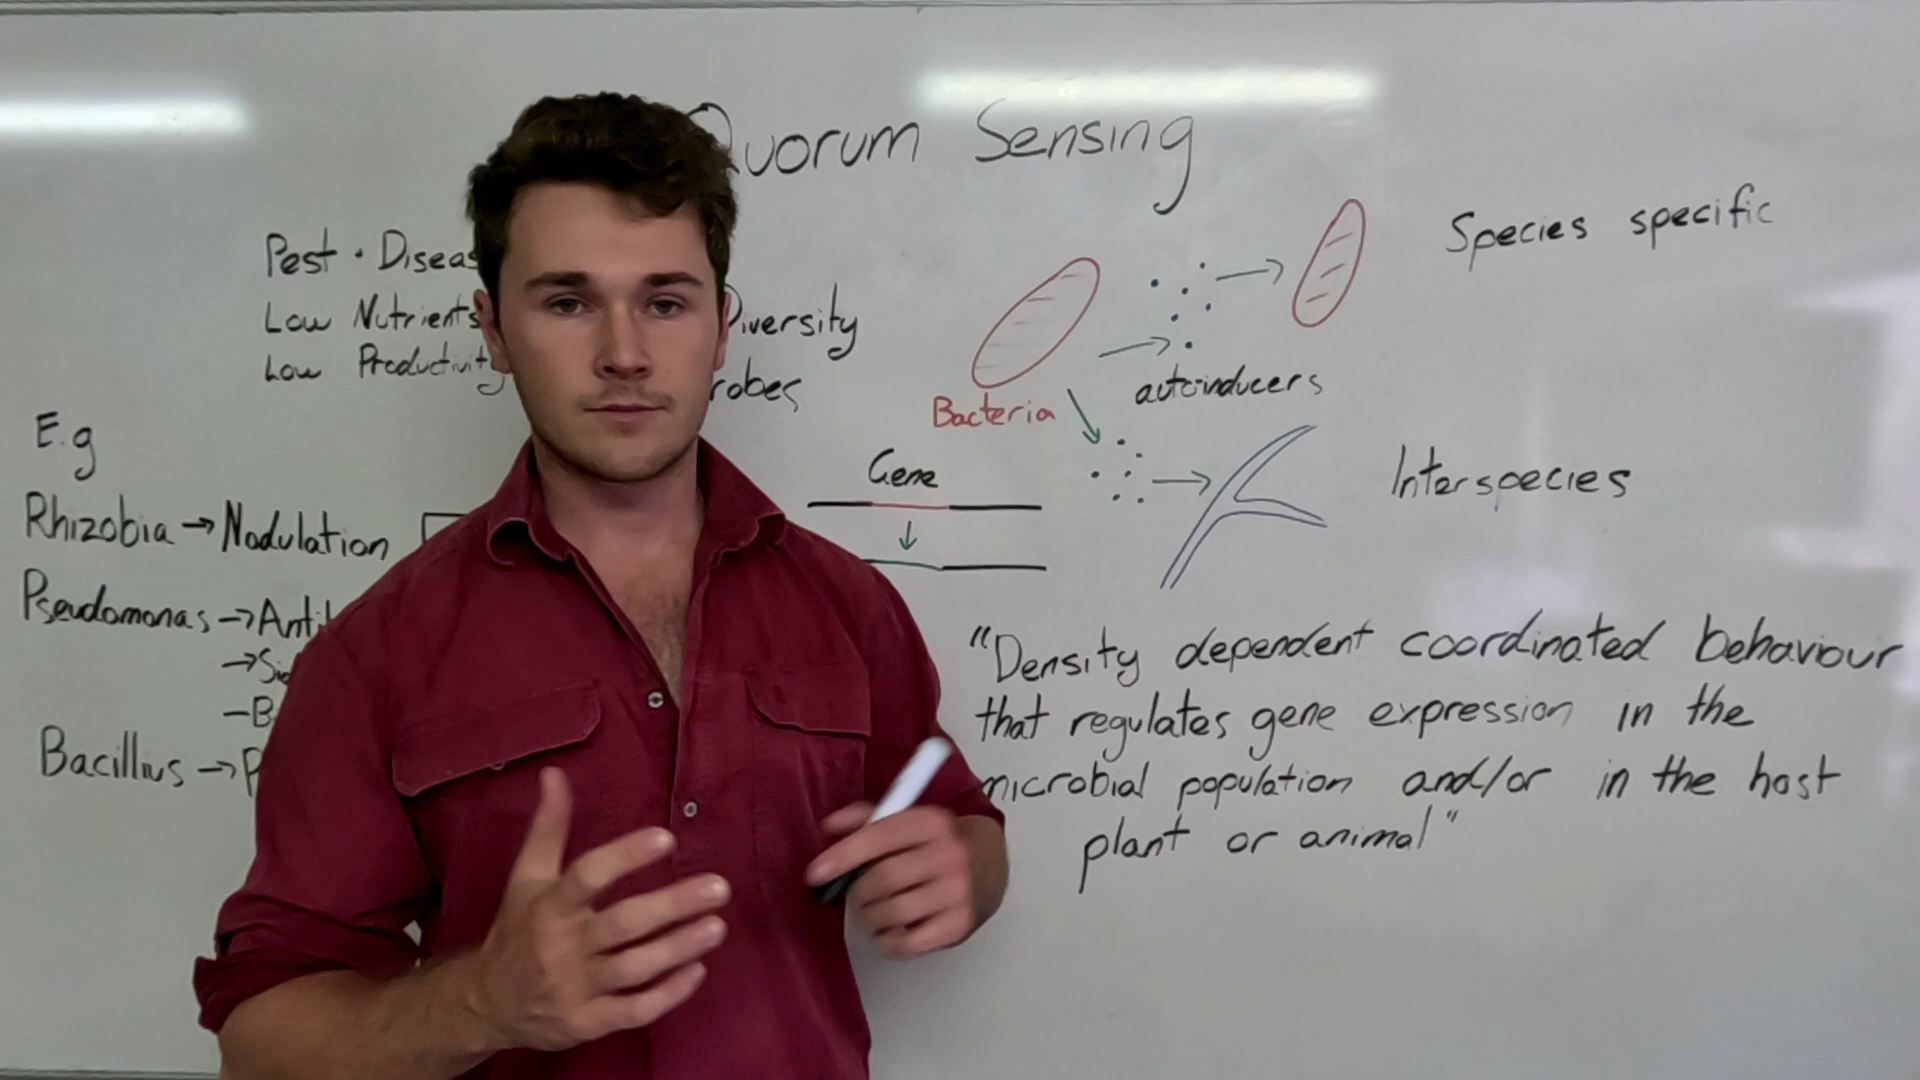 Quorum Sensing
Pest · Diseas
Low Nutrients
Low Productivity
Diversity
robes
E.g
Rhizobia → Nodulation
Pseudomonas →
Bacillius →
Gene
Bacteria
autoinducers
Species specific
Interspecies
"Density dependent coordinated behaviour
that regulates gene expression in the
microbial population and/or in the host
plant or animal"